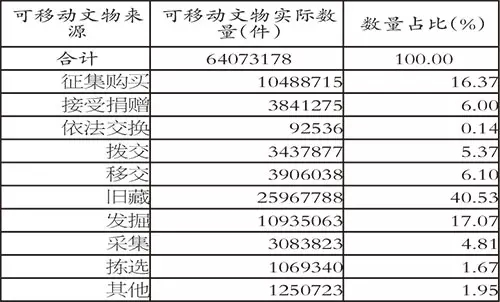 可移动文物来源 可移动文物实际数量(件) 数量占比(%)
合计 64073178 100.00
征集购买 10488715 16.37
接受捐赠 3841275 6.00
依法交换 92536 0.14
拨交 3437877 5.37
移交 3906038 6.10
旧藏 25967788 40.53
发掘 10935063 17.07
采集 3083823 4.81
拣选 1069340 1.67
其他 1250723 1.95